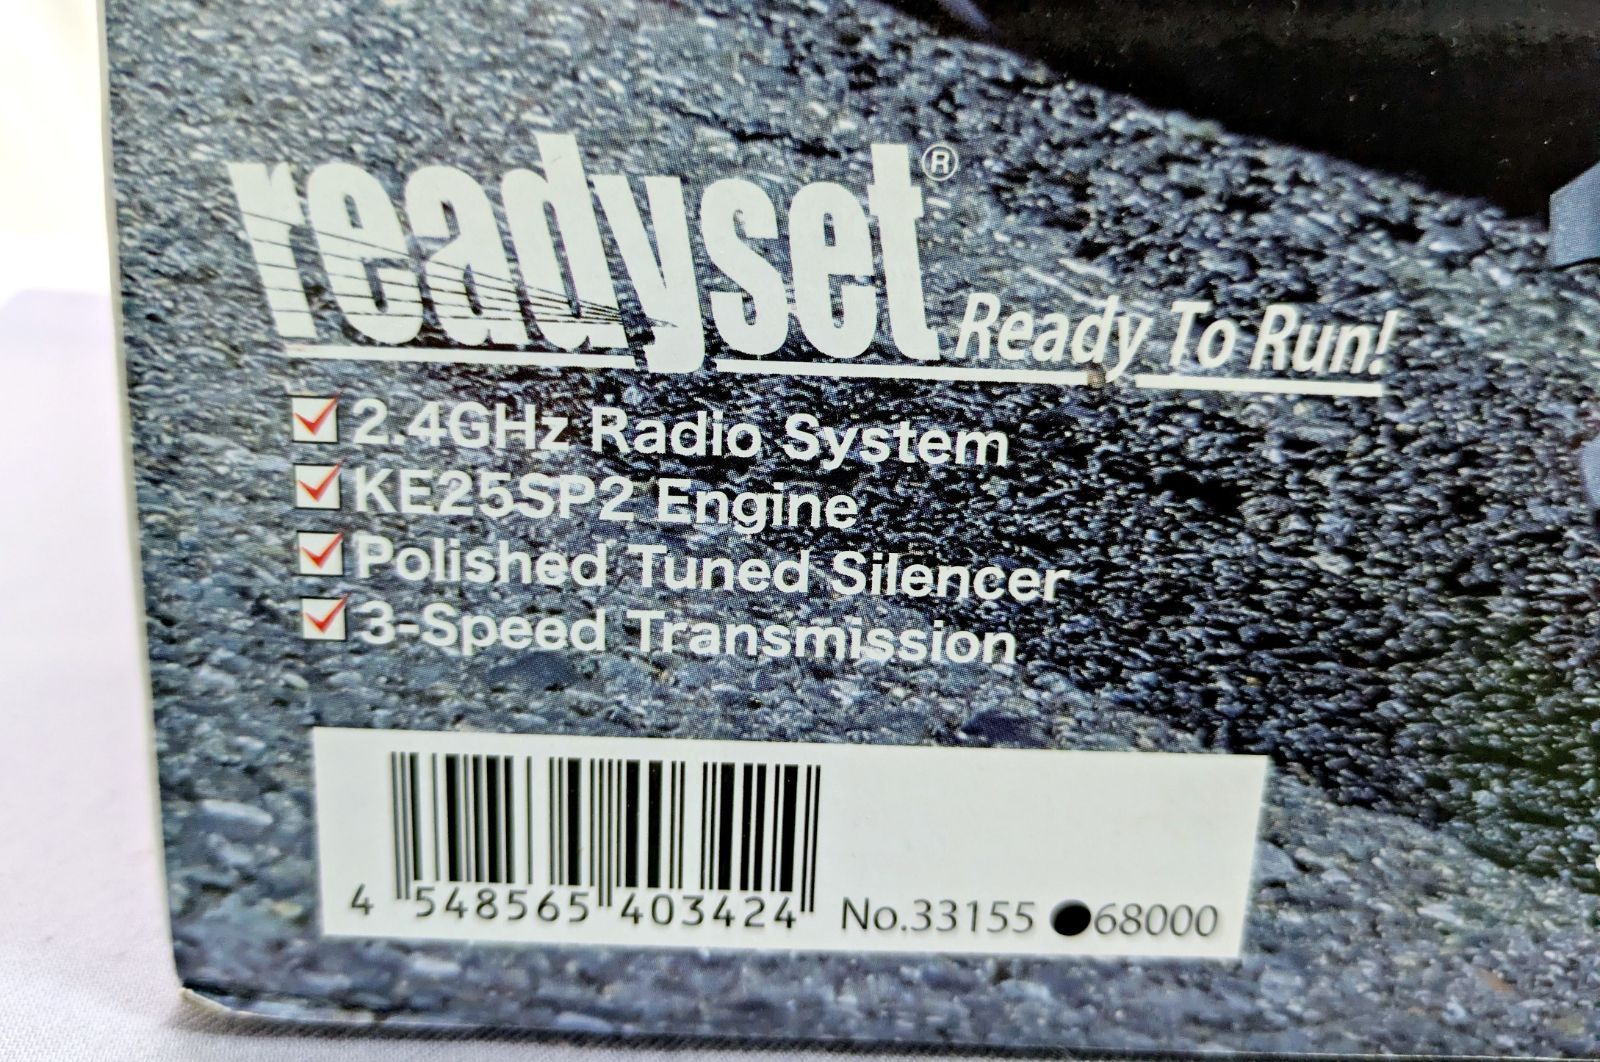 readyset® Ready To Run!
2.4GHz Radio System
KE25SP2 Engine
Polished Tuned Silencer
3-Speed Transmission
4 548565 403424 No.33155 ●68000